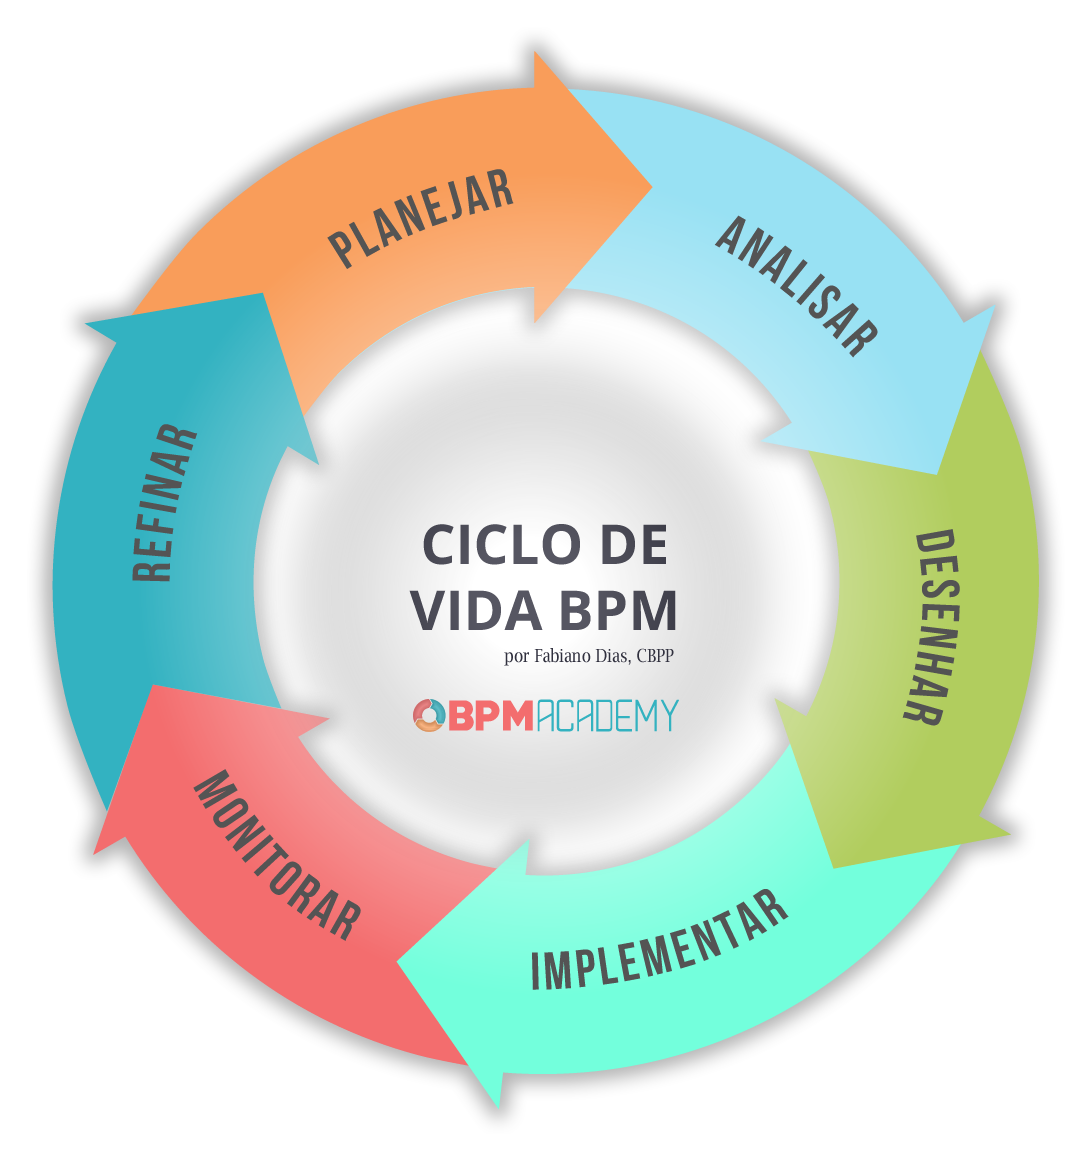 PLANEJAR
ANALISAR
DESENHAR
IMPLEMENTAR
MONITORAR
REFINAR
CICLO DE
VIDA BPM
por Fabiano Dias, CBPP
BPMACADEMY